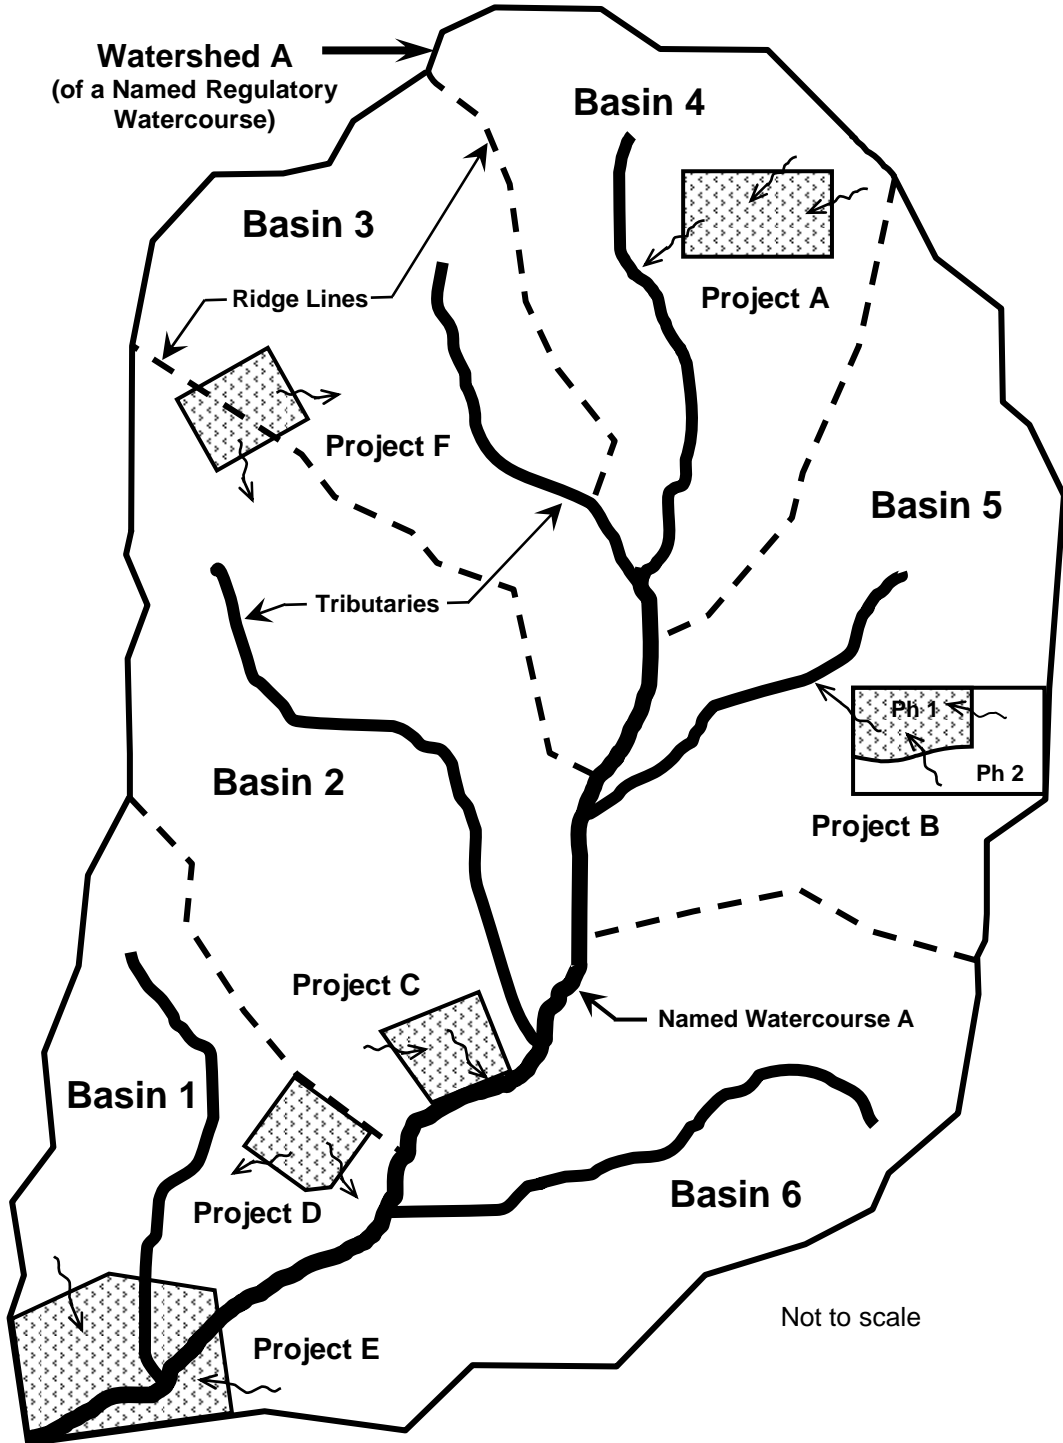 Watershed A
(of a Named Regulatory
Watercourse)
Basin 4
Basin 3
Ridge Lines
Project A
Project F
Basin 5
Tributaries
Ph 1
Ph 2
Basin 2
Project B
Project C
Named Watercourse A
Basin 1
Basin 6
Project D
Not to scale
Project E